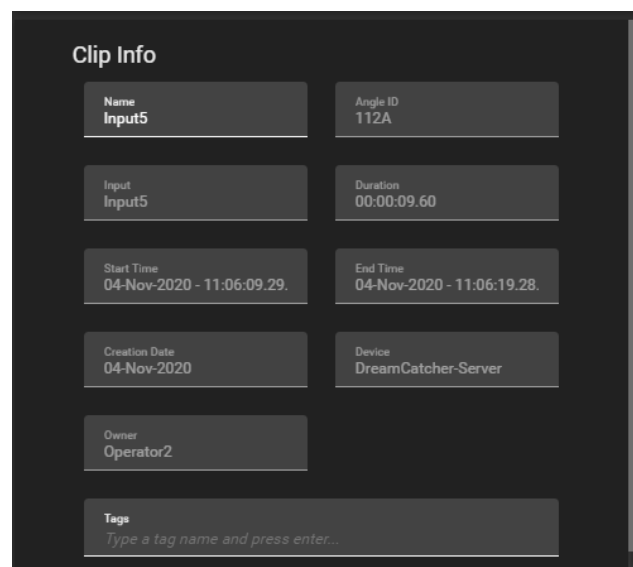 Clip Info
Name
Input5
Angle ID
112A
Input
Input5
Duration
00:00:09.60
Start Time
04-Nov-2020 - 11:06:09.29.
End Time
04-Nov-2020 - 11:06:19.28.
Creation Date
04-Nov-2020
Device
DreamCatcher-Server
Owner
Operator2
Tags
Type a tag name and press enter...